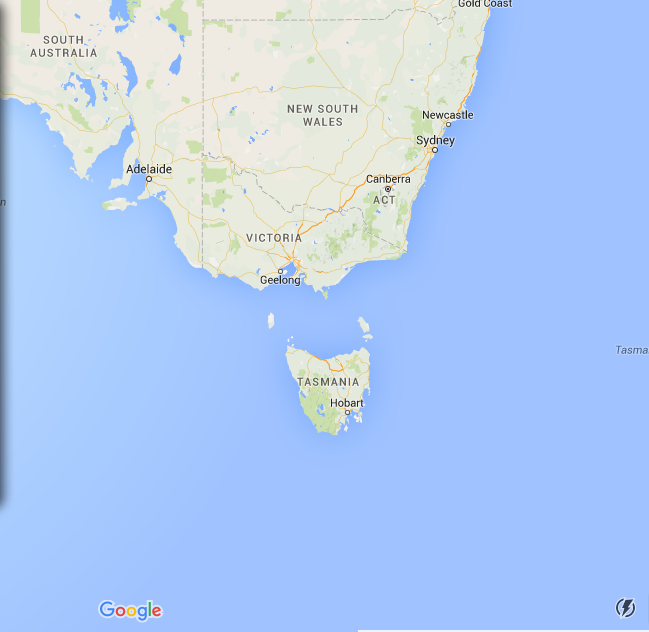 Gold Coast
SOUTH
AUSTRALIA
NEW SOUTH
WALES
Newcastle
Sydney
Adelaide
Canberra
ACT
VICTORIA
Geelong
TASMANIA
Hobart
Tasma
Google